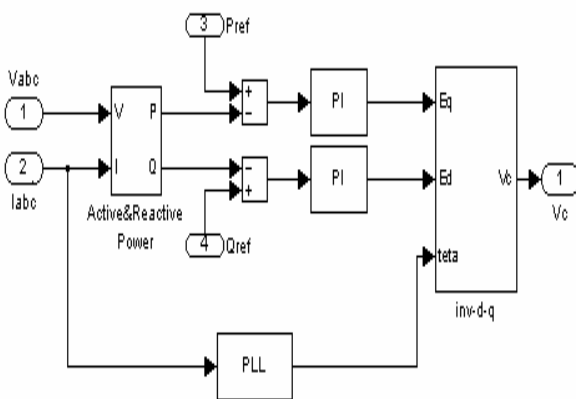 3
Pref
Vabc
1
V
P
+
−
PI
Eq
2
Iabc
I
Q
−
+
PI
Ed
Vc
1
Vc
Active&Reactive
Power
4
Qref
teta
inv-d-q
PLL